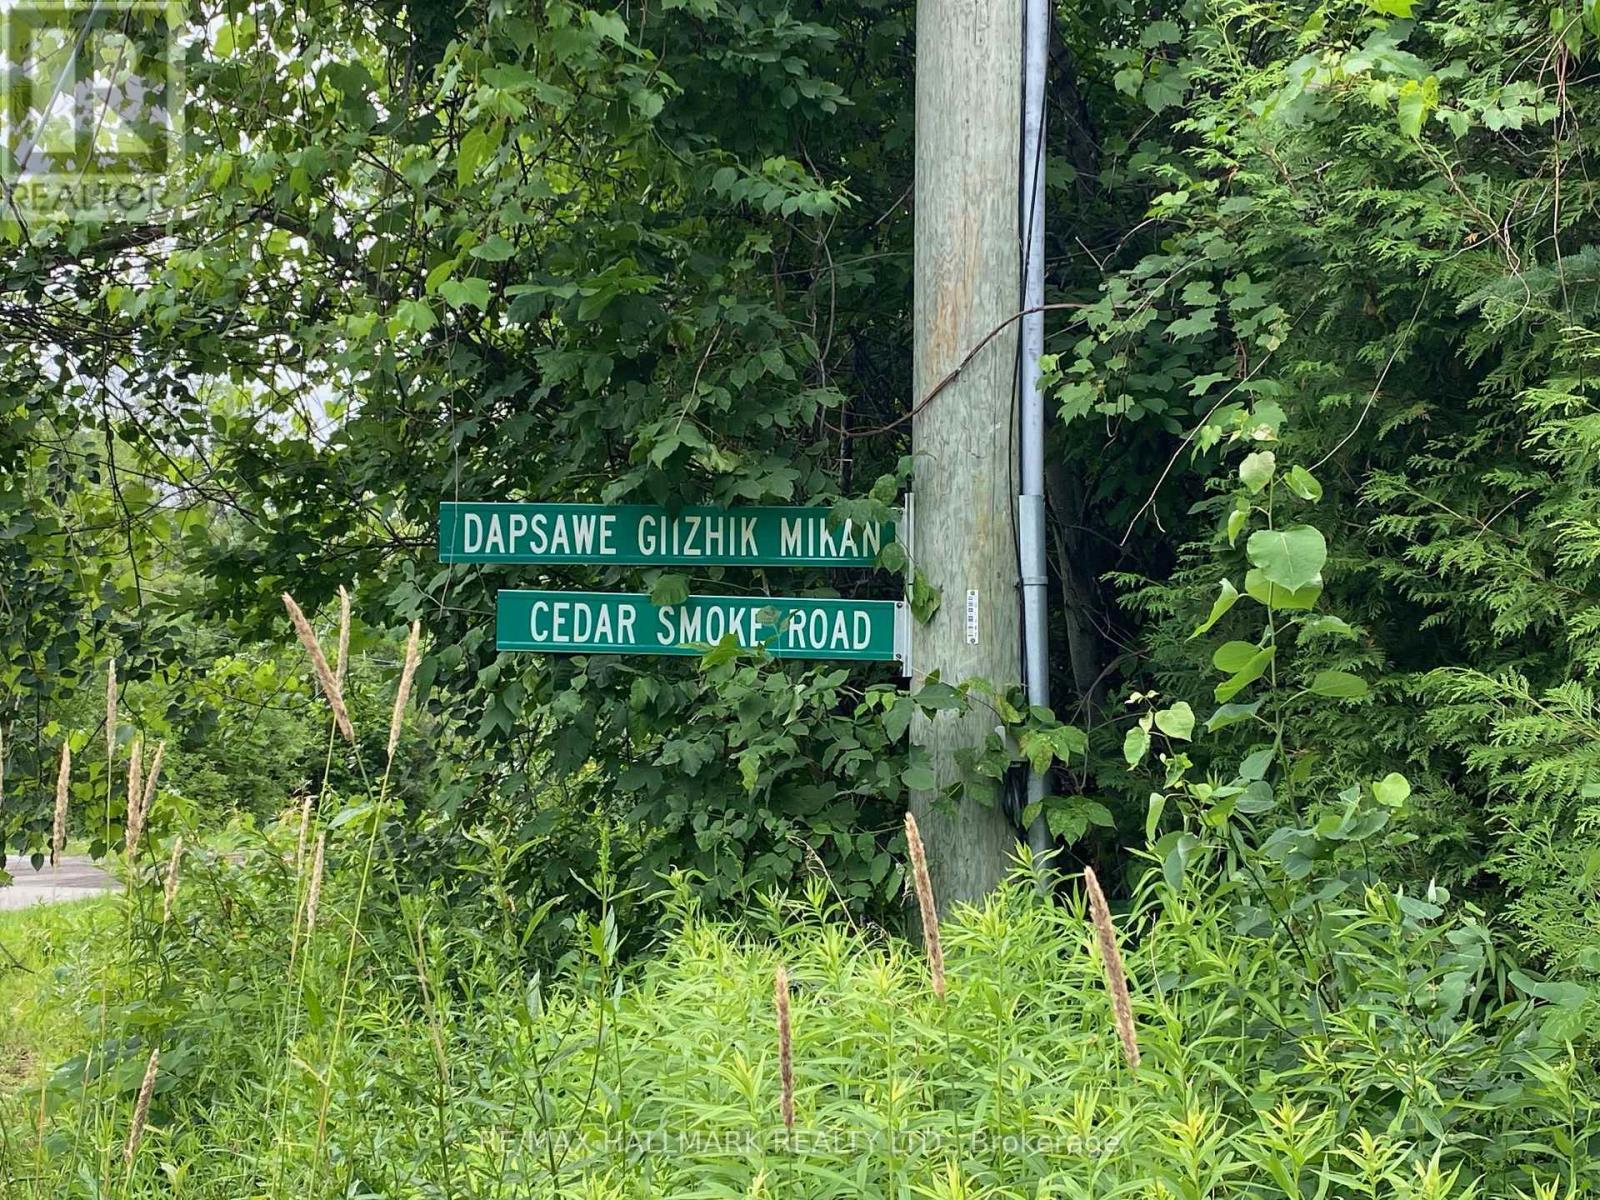 REALTOR
DAPSAWE GIIZHIK MIKAN
CEDAR SMOKE ROAD
RE/MAX HALLMARK REALTY LTD., Brokerage